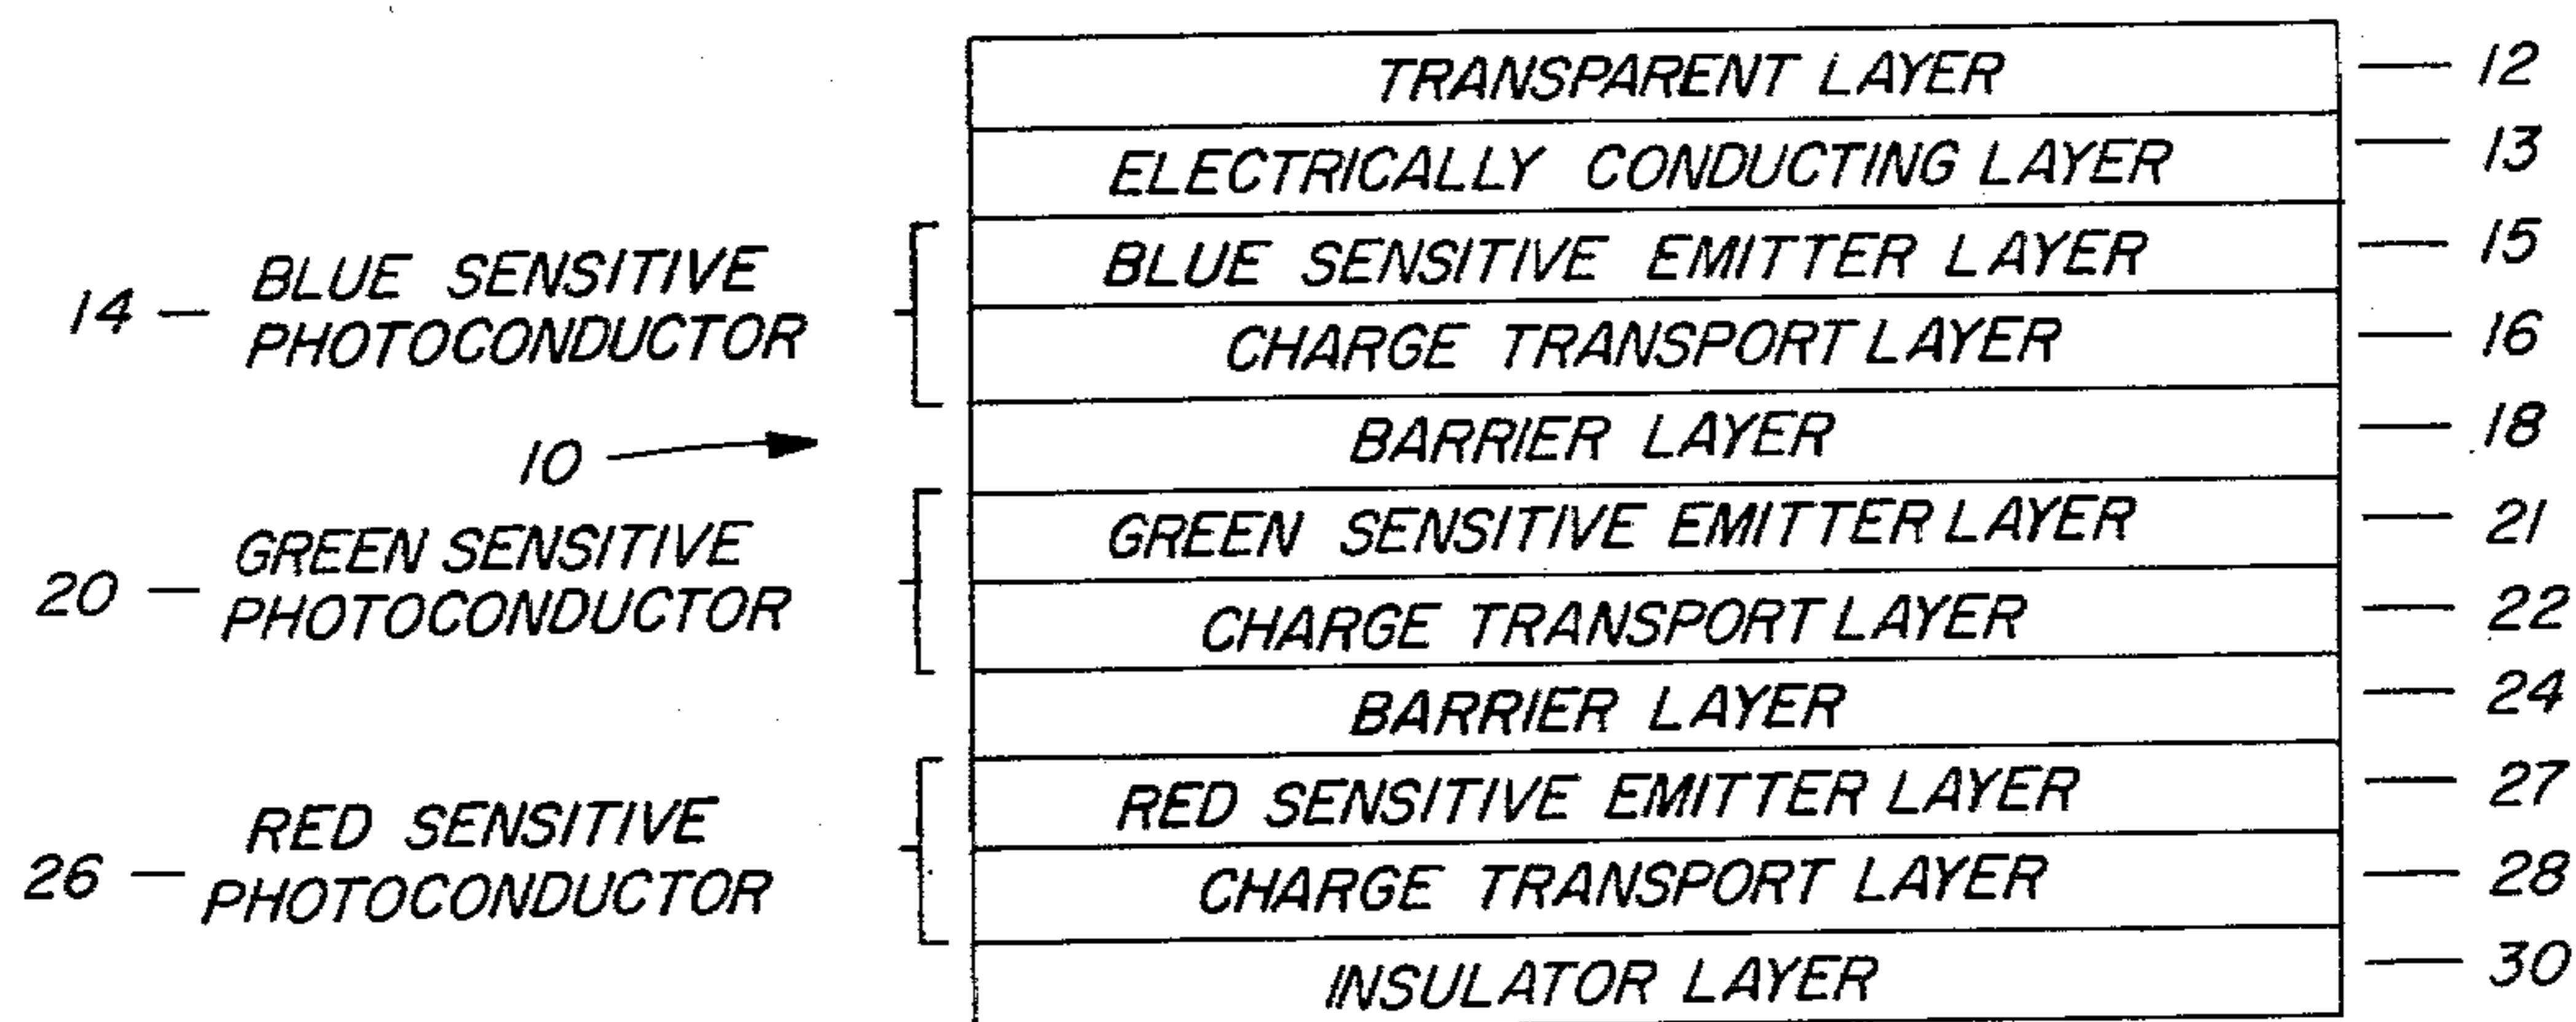 TRANSPARENT LAYER — 12
ELECTRICALLY CONDUCTING LAYER — 13
14 — BLUE SENSITIVE
PHOTOCONDUCTOR
BLUE SENSITIVE EMITTER LAYER — 15
CHARGE TRANSPORT LAYER — 16
10
BARRIER LAYER — 18
20 — GREEN SENSITIVE
PHOTOCONDUCTOR
GREEN SENSITIVE EMITTER LAYER — 21
CHARGE TRANSPORT LAYER — 22
BARRIER LAYER — 24
26 — RED SENSITIVE
PHOTOCONDUCTOR
RED SENSITIVE EMITTER LAYER — 27
CHARGE TRANSPORT LAYER — 28
INSULATOR LAYER — 30